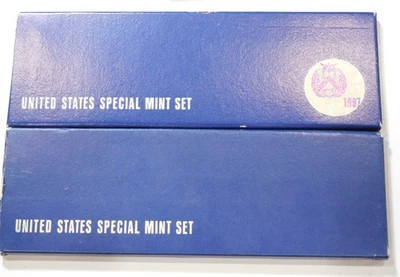 UNITED STATES SPECIAL MINT SET
1967
UNITED STATES SPECIAL MINT SET